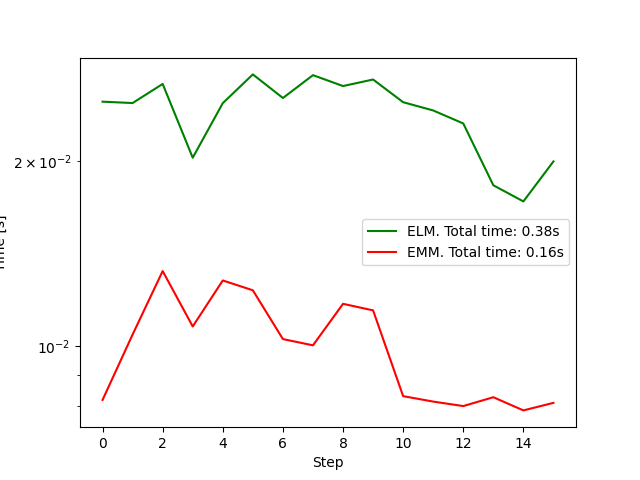 2 × 10⁻²
10⁻²
Time [s]
ELM. Total time: 0.38s
EMM. Total time: 0.16s
0 2 4 6 8 10 12 14
Step